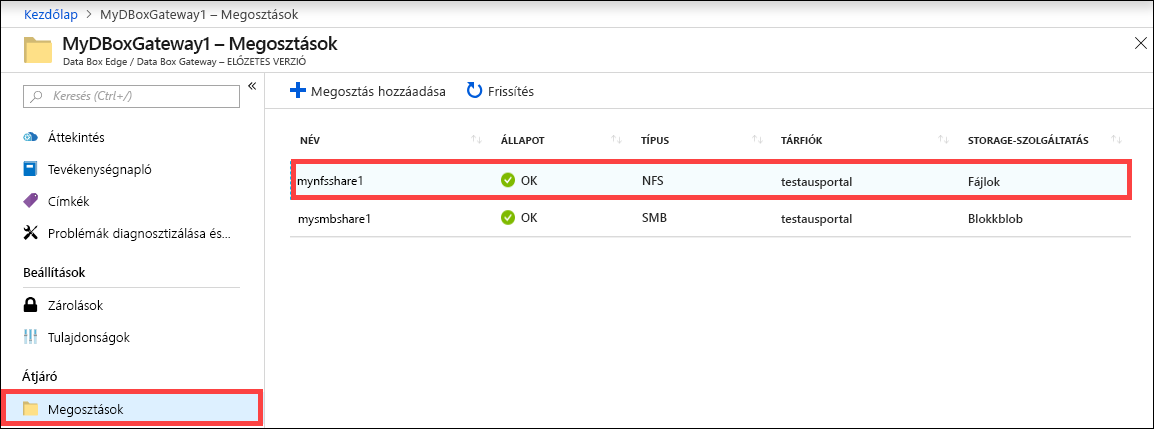 Kezdőlap > MyDBoxGateway1 – Megosztások
MyDBoxGateway1 – Megosztások
Data Box Edge / Data Box Gateway – ELŐZETES VERZIÓ
Keresés (Ctrl+/)
Áttekintés
Tevékenységnapló
Címkék
Problémák diagnosztizálása és...
Beállítások
Zárolások
Tulajdonságok
Átjáró
Megosztások
Megosztás hozzáadása Frissítés
NÉV ÁLLAPOT TÍPUS TÁRFIÓK STORAGE-SZOLGÁLTATÁS
mynfsshare1 OK NFS testausportal Fájlok
mysmbshare1 OK SMB testausportal Blokkblob